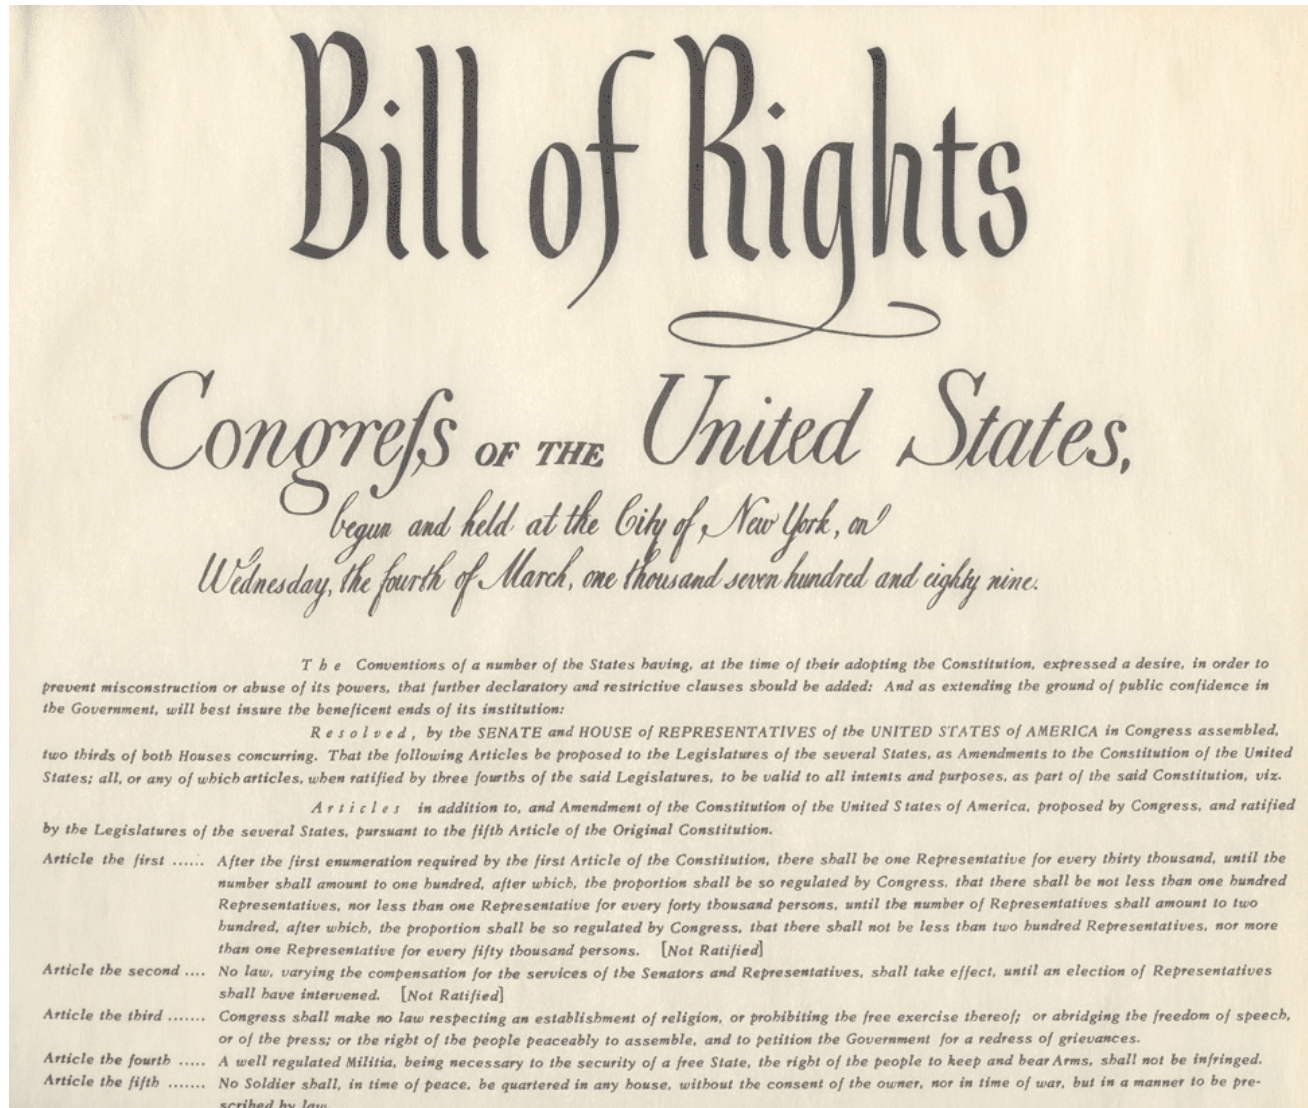 Bill of Rights
Congreſs OF THE United States,
begun and held at the City of New York, on
Wednesday, the fourth of March, one thousand seven hundred and eighty nine.
The Conventions of a number of the States having, at the time of their adopting the Constitution, expressed a desire, in order to
prevent misconstruction or abuse of its powers, that further declaratory and restrictive clauses should be added: And as extending the ground of public confidence in
the Government, will best insure the beneficent ends of its institution:
Resolved, by the SENATE and HOUSE of REPRESENTATIVES of the UNITED STATES of AMERICA in Congress assembled,
two thirds of both Houses concurring. That the following Articles be proposed to the Legislatures of the several States, as Amendments to the Constitution of the United
States; all, or any of which articles, when ratified by three fourths of the said Legislatures, to be valid to all intents and purposes, as part of the said Constitution, viz.
Articles in addition to, and Amendment of the Constitution of the United States of America, proposed by Congress, and ratified
by the Legislatures of the several States, pursuant to the fifth Article of the Original Constitution.
Article the first ...... After the first enumeration required by the first Article of the Constitution, there shall be one Representative for every thirty thousand, until the
number shall amount to one hundred, after which, the proportion shall be so regulated by Congress, that there shall be not less than one hundred
Representatives, nor less than one Representative for every forty thousand persons, until the number of Representatives shall amount to two
hundred, after which, the proportion shall be so regulated by Congress, that there shall not be less than two hundred Representatives, nor more
than one Representative for every fifty thousand persons. [Not Ratified]
Article the second .... No law, varying the compensation for the services of the Senators and Representatives, shall take effect, until an election of Representatives
shall have intervened. [Not Ratified]
Article the third ....... Congress shall make no law respecting an establishment of religion, or prohibiting the free exercise thereof; or abridging the freedom of speech,
or of the press; or the right of the people peaceably to assemble, and to petition the Government for a redress of grievances.
Article the fourth ..... A well regulated Militia, being necessary to the security of a free State, the right of the people to keep and bear Arms, shall not be infringed.
Article the fifth ....... No Soldier shall, in time of peace, be quartered in any house, without the consent of the owner, nor in time of war, but in a manner to be pre-
scribed by law.